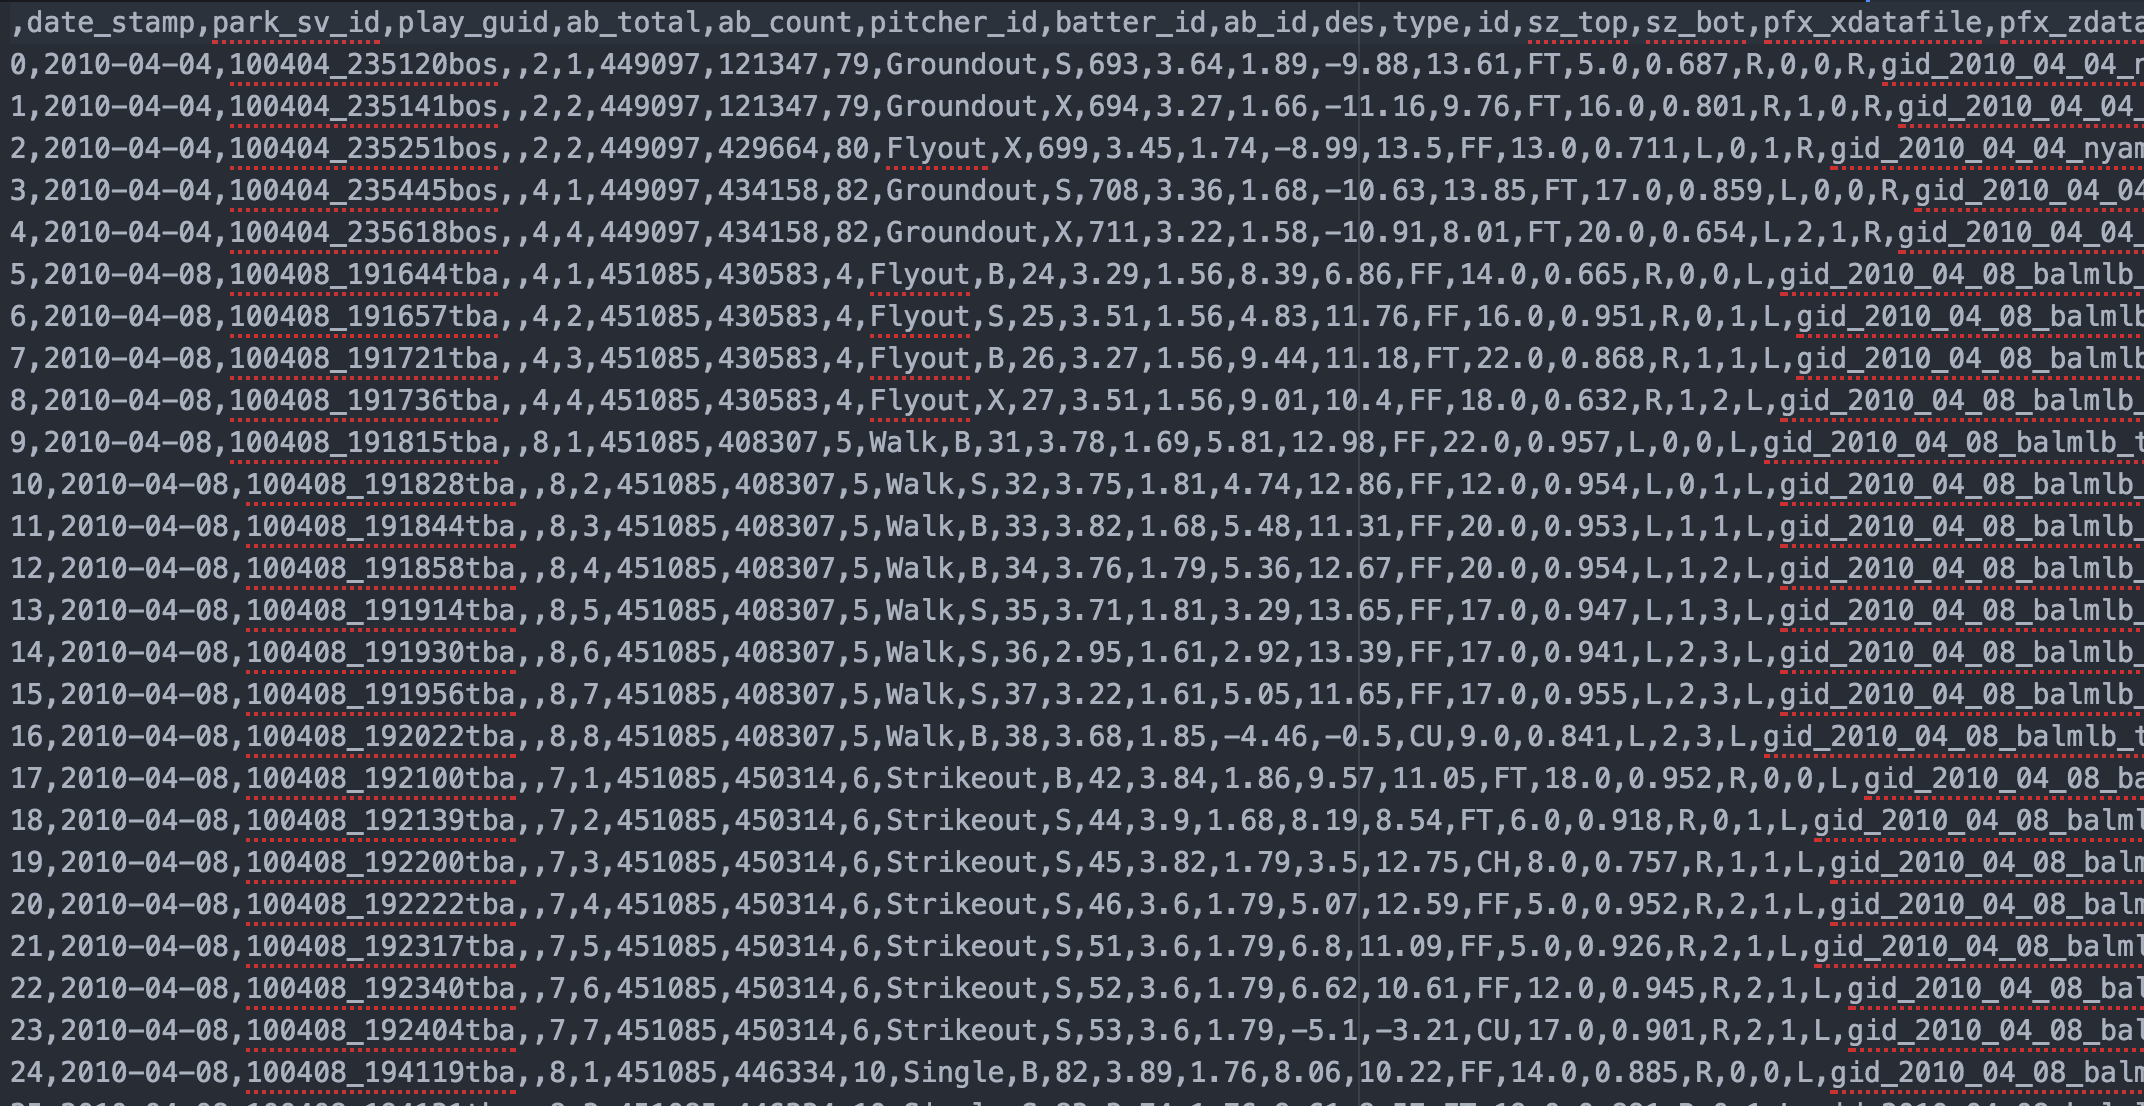 ,date_stamp,park_sv_id,play_guid,ab_total,ab_count,pitcher_id,batter_id,ab_id,des,type,id,sz_top,sz_bot,pfx_xdatafile,pfx_zdata
0,2010-04-04,100404_235120bos,,2,1,449097,121347,79,Groundout,S,693,3.64,1.89,-9.88,13.61,FT,5.0,0.687,R,0,0,R,gid_2010_04_04_
1,2010-04-04,100404_235141bos,,2,2,449097,121347,79,Groundout,X,694,3.27,1.66,-11.16,9.76,FT,16.0,0.801,R,1,0,R,gid_2010_04_04_
2,2010-04-04,100404_235251bos,,2,2,449097,429664,80,Flyout,X,699,3.45,1.74,-8.99,13.5,FF,13.0,0.711,L,0,1,R,gid_2010_04_04_nyam
3,2010-04-04,100404_235445bos,,4,1,449097,434158,82,Groundout,S,708,3.36,1.68,-10.63,13.85,FT,17.0,0.859,L,0,0,R,gid_2010_04_04
4,2010-04-04,100404_235618bos,,4,4,449097,434158,82,Groundout,X,711,3.22,1.58,-10.91,8.01,FT,20.0,0.654,L,2,1,R,gid_2010_04_04_
5,2010-04-08,100408_191644tba,,4,1,451085,430583,4,Flyout,B,24,3.29,1.56,8.39,6.86,FF,14.0,0.665,R,0,0,L,gid_2010_04_08_balmlb_
6,2010-04-08,100408_191657tba,,4,2,451085,430583,4,Flyout,S,25,3.51,1.56,4.83,11.76,FF,16.0,0.951,R,0,1,L,gid_2010_04_08_balmlb
7,2010-04-08,100408_191721tba,,4,3,451085,430583,4,Flyout,B,26,3.27,1.56,9.44,11.18,FT,22.0,0.868,R,1,1,L,gid_2010_04_08_balmlb
8,2010-04-08,100408_191736tba,,4,4,451085,430583,4,Flyout,X,27,3.51,1.56,9.01,10.4,FF,18.0,0.632,R,1,2,L,gid_2010_04_08_balmlb_
9,2010-04-08,100408_191815tba,,8,1,451085,408307,5,Walk,B,31,3.78,1.69,5.81,12.98,FF,22.0,0.957,L,0,0,L,gid_2010_04_08_balmlb_t
10,2010-04-08,100408_191828tba,,8,2,451085,408307,5,Walk,S,32,3.75,1.81,4.74,12.86,FF,12.0,0.954,L,0,1,L,gid_2010_04_08_balmlb_
11,2010-04-08,100408_191844tba,,8,3,451085,408307,5,Walk,B,33,3.82,1.68,5.48,11.31,FF,20.0,0.953,L,1,1,L,gid_2010_04_08_balmlb_
12,2010-04-08,100408_191858tba,,8,4,451085,408307,5,Walk,B,34,3.76,1.79,5.36,12.67,FF,20.0,0.954,L,1,2,L,gid_2010_04_08_balmlb_
13,2010-04-08,100408_191914tba,,8,5,451085,408307,5,Walk,S,35,3.71,1.81,3.29,13.65,FF,17.0,0.947,L,1,3,L,gid_2010_04_08_balmlb_
14,2010-04-08,100408_191930tba,,8,6,451085,408307,5,Walk,S,36,2.95,1.61,2.92,13.39,FF,17.0,0.941,L,2,3,L,gid_2010_04_08_balmlb_
15,2010-04-08,100408_191956tba,,8,7,451085,408307,5,Walk,S,37,3.22,1.61,5.05,11.65,FF,17.0,0.955,L,2,3,L,gid_2010_04_08_balmlb_
16,2010-04-08,100408_192022tba,,8,8,451085,408307,5,Walk,B,38,3.68,1.85,-4.46,-0.5,CU,9.0,0.841,L,2,3,L,gid_2010_04_08_balmlb_t
17,2010-04-08,100408_192100tba,,7,1,451085,450314,6,Strikeout,B,42,3.84,1.86,9.57,11.05,FT,18.0,0.952,R,0,0,L,gid_2010_04_08_ba
18,2010-04-08,100408_192139tba,,7,2,451085,450314,6,Strikeout,S,44,3.9,1.68,8.19,8.54,FT,6.0,0.918,R,0,1,L,gid_2010_04_08_balml
19,2010-04-08,100408_192200tba,,7,3,451085,450314,6,Strikeout,S,45,3.82,1.79,3.5,12.75,CH,8.0,0.757,R,1,1,L,gid_2010_04_08_balm
20,2010-04-08,100408_192222tba,,7,4,451085,450314,6,Strikeout,S,46,3.6,1.79,5.07,12.59,FF,5.0,0.952,R,2,1,L,gid_2010_04_08_balm
21,2010-04-08,100408_192317tba,,7,5,451085,450314,6,Strikeout,S,51,3.6,1.79,6.8,11.09,FF,5.0,0.926,R,2,1,L,gid_2010_04_08_balml
22,2010-04-08,100408_192340tba,,7,6,451085,450314,6,Strikeout,S,52,3.6,1.79,6.62,10.61,FF,12.0,0.945,R,2,1,L,gid_2010_04_08_bal
23,2010-04-08,100408_192404tba,,7,7,451085,450314,6,Strikeout,S,53,3.6,1.79,-5.1,-3.21,CU,17.0,0.901,R,2,1,L,gid_2010_04_08_bal
24,2010-04-08,100408_194119tba,,8,1,451085,446334,10,Single,B,82,3.89,1.76,8.06,10.22,FF,14.0,0.885,R,0,0,L,gid_2010_04_08_balm